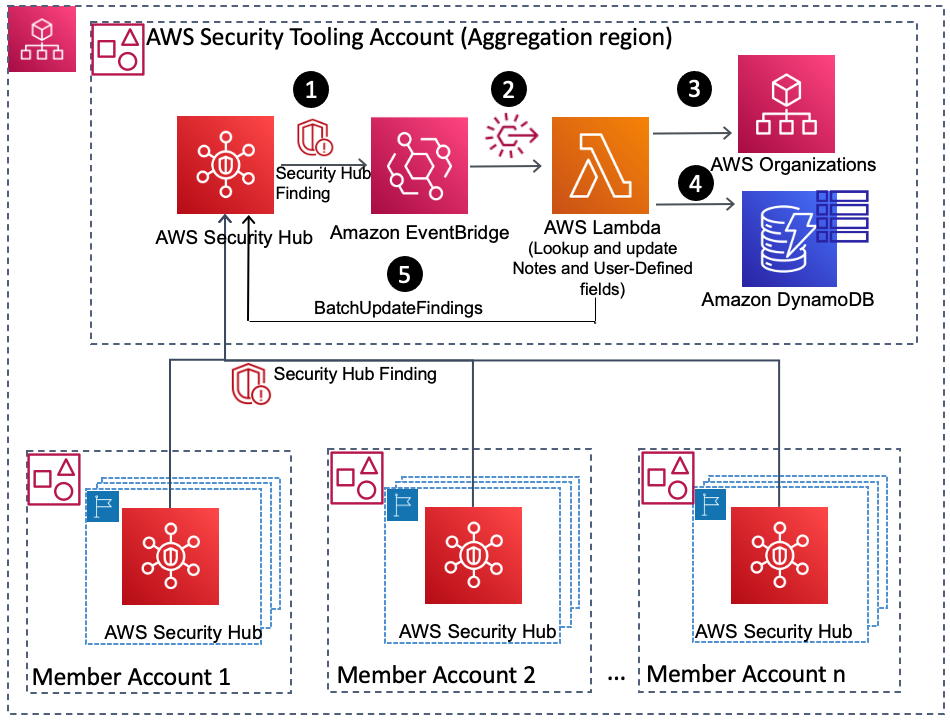 AWS Security Tooling Account (Aggregation region)
1
2
3
4
Security Hub
Finding
AWS Security Hub
Amazon EventBridge
AWS Lambda
(Lookup and update
Notes and User-Defined
fields)
AWS Organizations
Amazon DynamoDB
5
BatchUpdateFindings
Security Hub Finding
AWS Security Hub
Member Account 1
AWS Security Hub
Member Account 2
...
AWS Security Hub
Member Account n